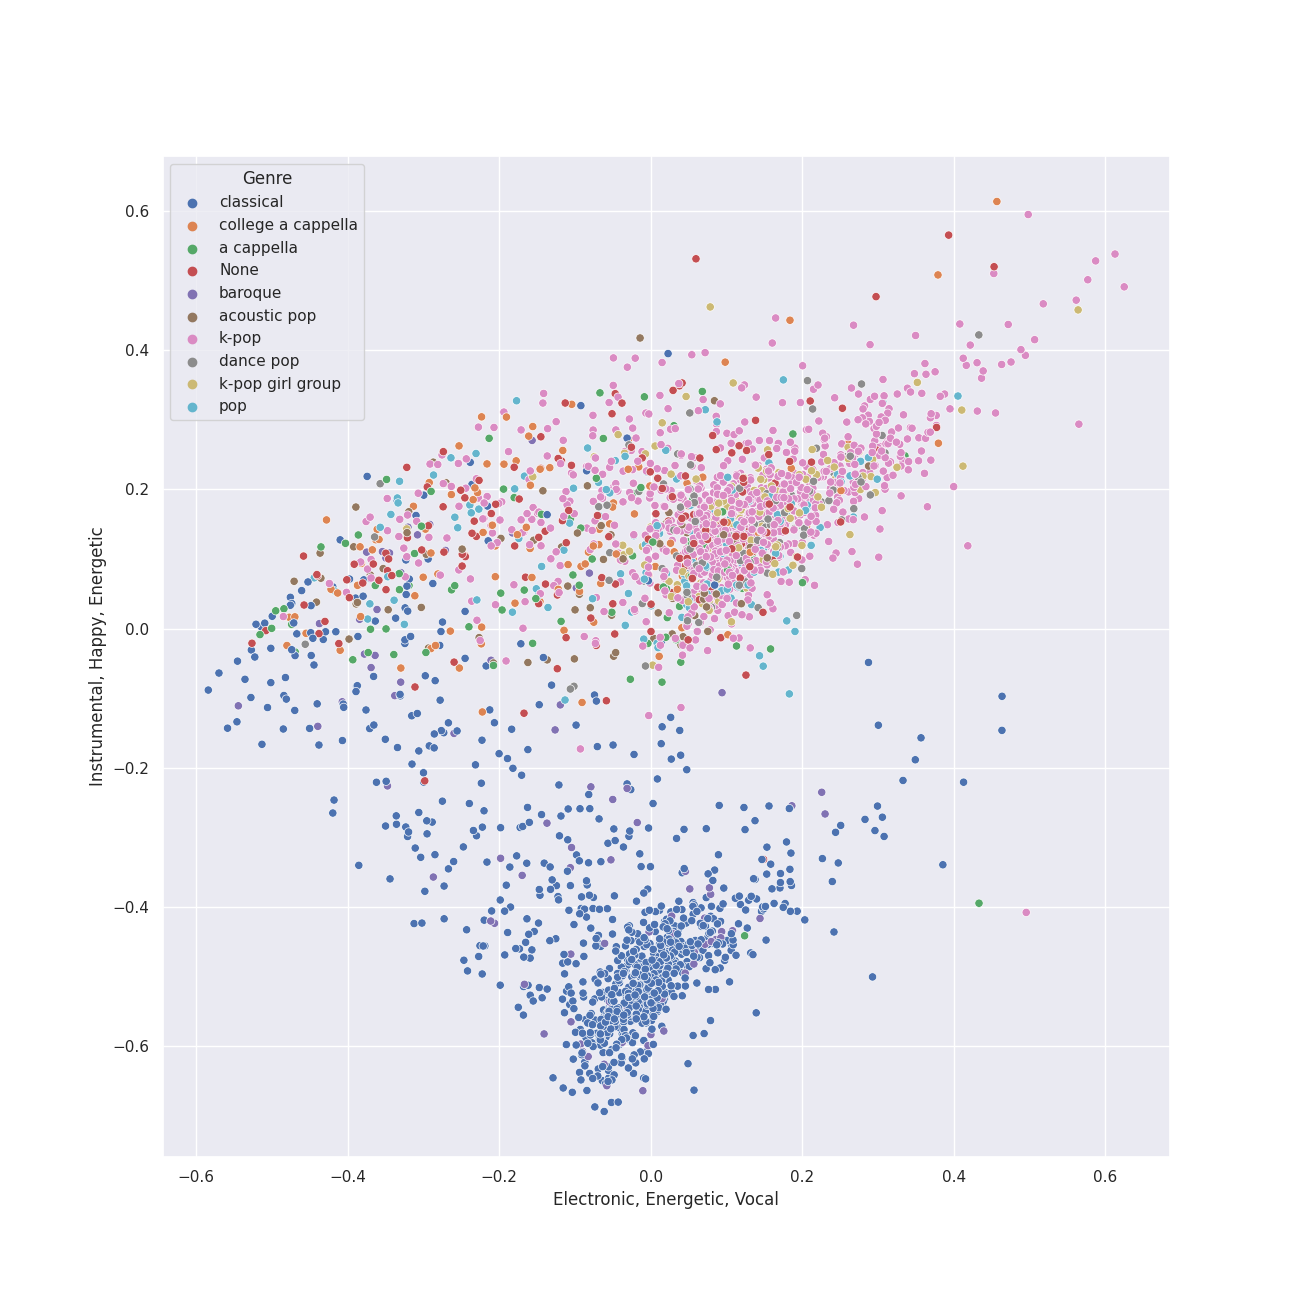 Genre
classical
college a cappella
a cappella
None
baroque
acoustic pop
k-pop
dance pop
k-pop girl group
pop
0.6
0.4
0.2
0.0
−0.2
−0.4
−0.6
Instrumental, Happy, Energetic
−0.6 −0.4 −0.2 0.0 0.2 0.4 0.6
Electronic, Energetic, Vocal